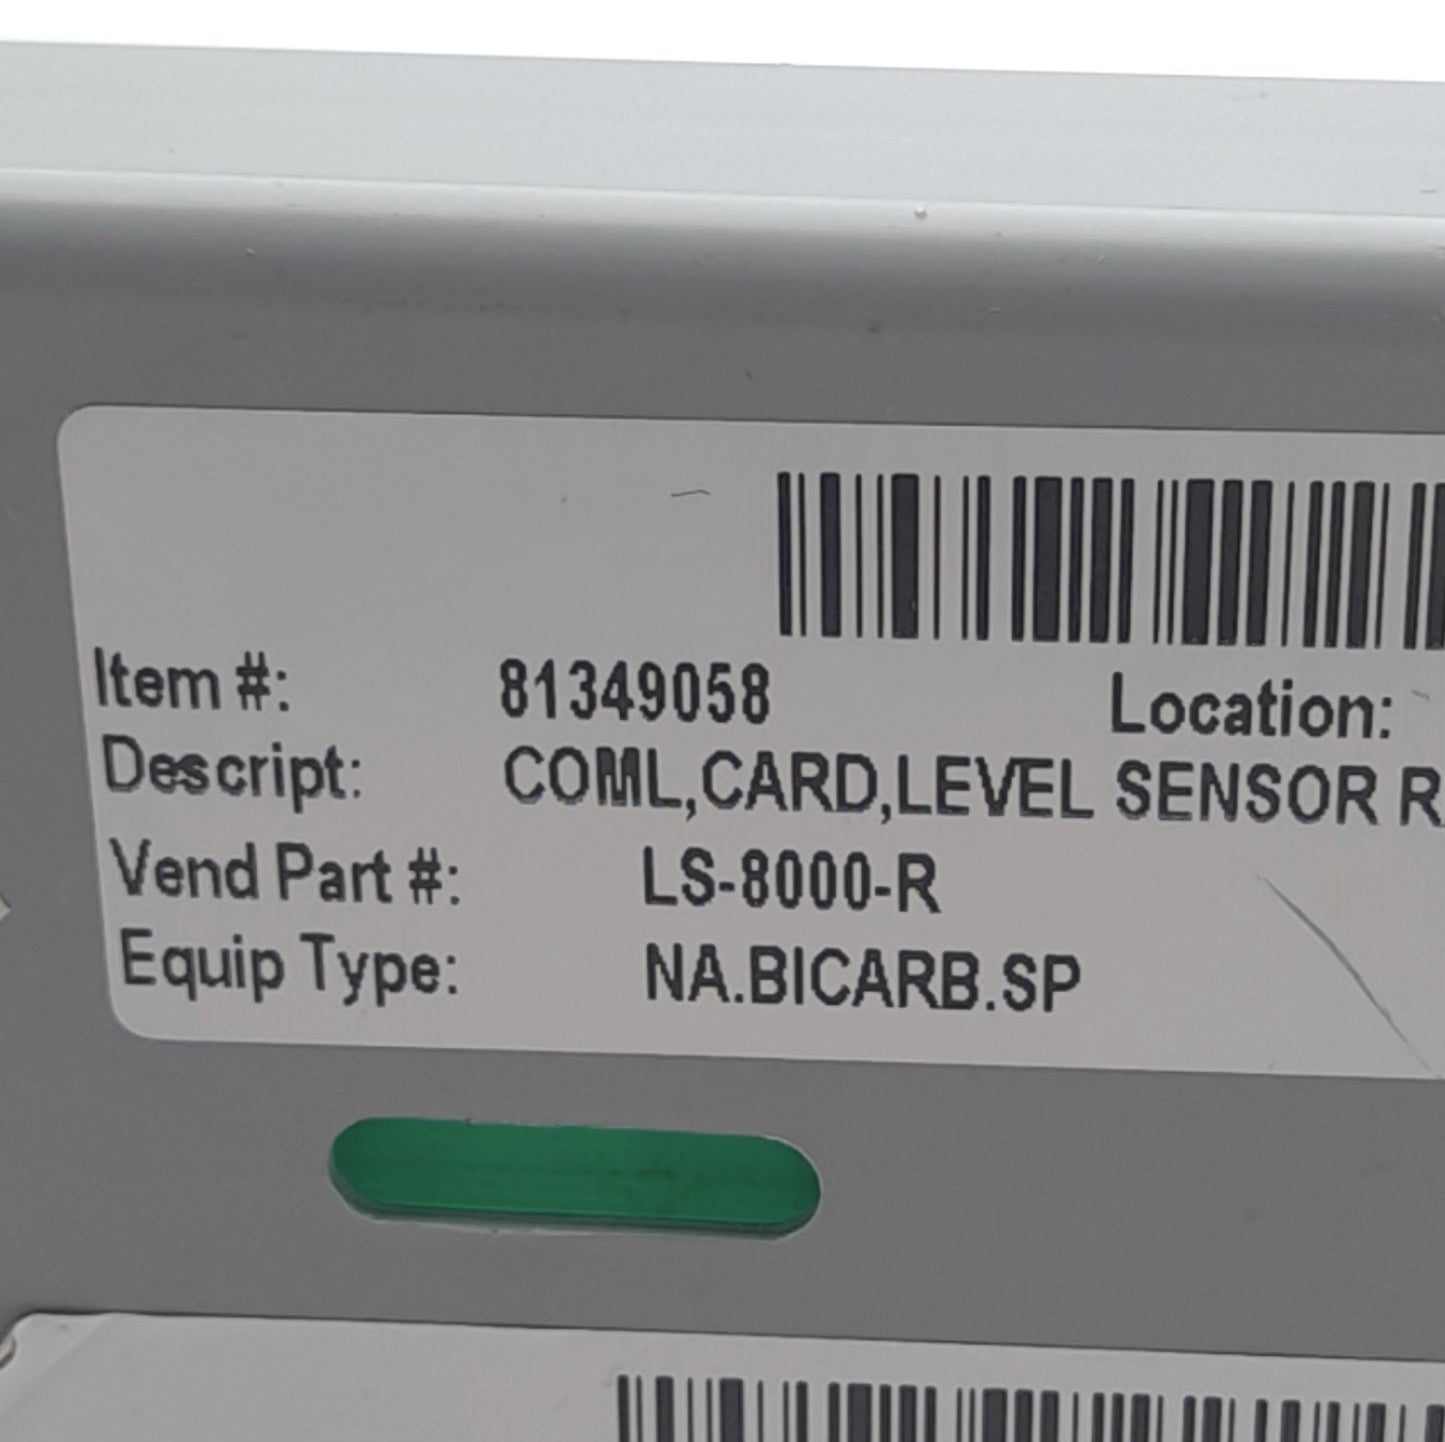 Item #: 81349058 Location:
Descript: COML,CARD,LEVEL SENSOR R
Vend Part #: LS-8000-R
Equip Type: NA.BICARB.SP